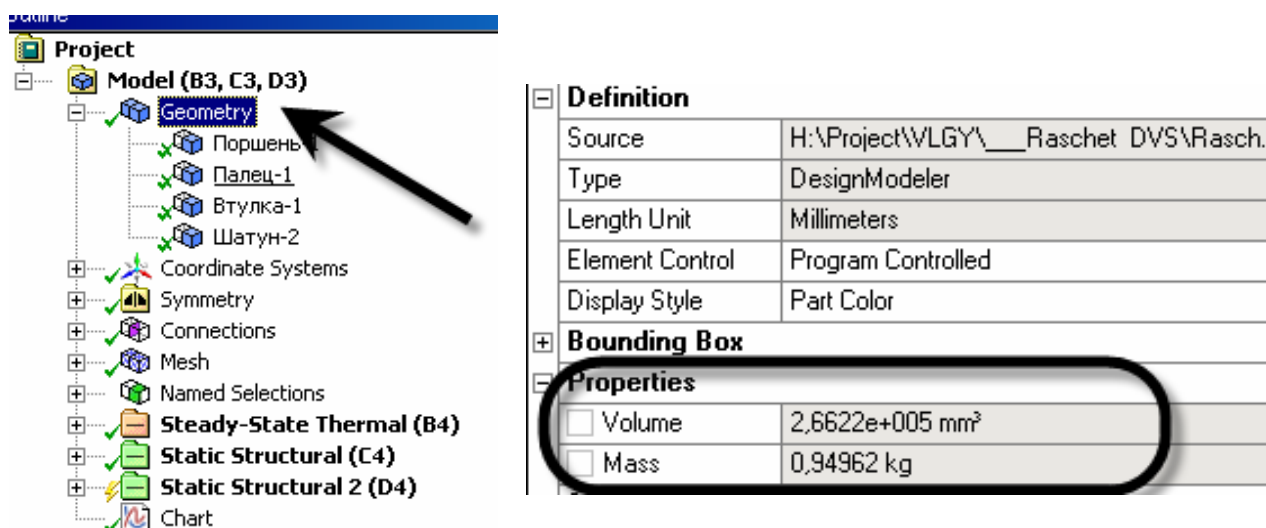 Project
Model (B3, C3, D3)
Geometry
Поршень-1
Палец-1
Втулка-1
Шатун-2
Coordinate Systems
Symmetry
Connections
Mesh
Named Selections
Steady-State Thermal (B4)
Static Structural (C4)
Static Structural 2 (D4)
Chart
Definition
Source H:\Project\VLGY\___Raschet DVS\Rasch.
Type DesignModeler
Length Unit Millimeters
Element Control Program Controlled
Display Style Part Color
Bounding Box
Properties
Volume 2,6622e+005 mm³
Mass 0,94962 kg